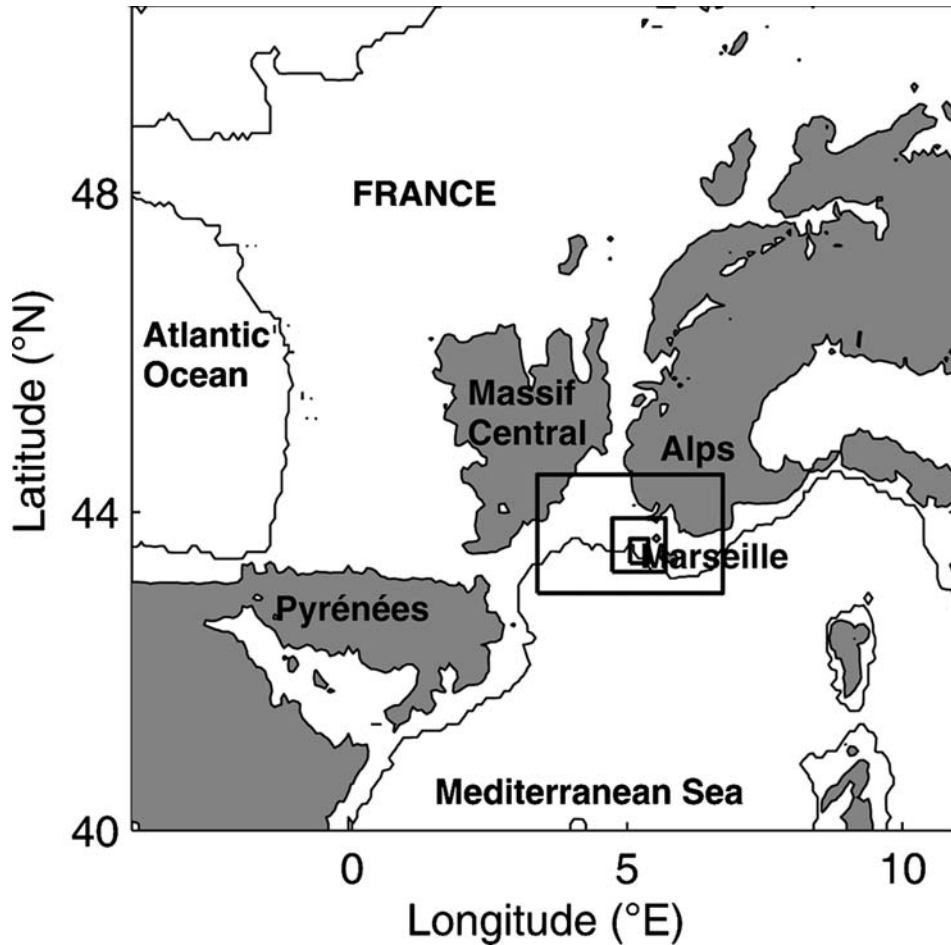 48
FRANCE
Atlantic
Ocean
Massif
Central
Alps
44
Marseille
Pyrénées
Mediterranean Sea
40
0
5
10
Longitude (°E)
Latitude (°N)